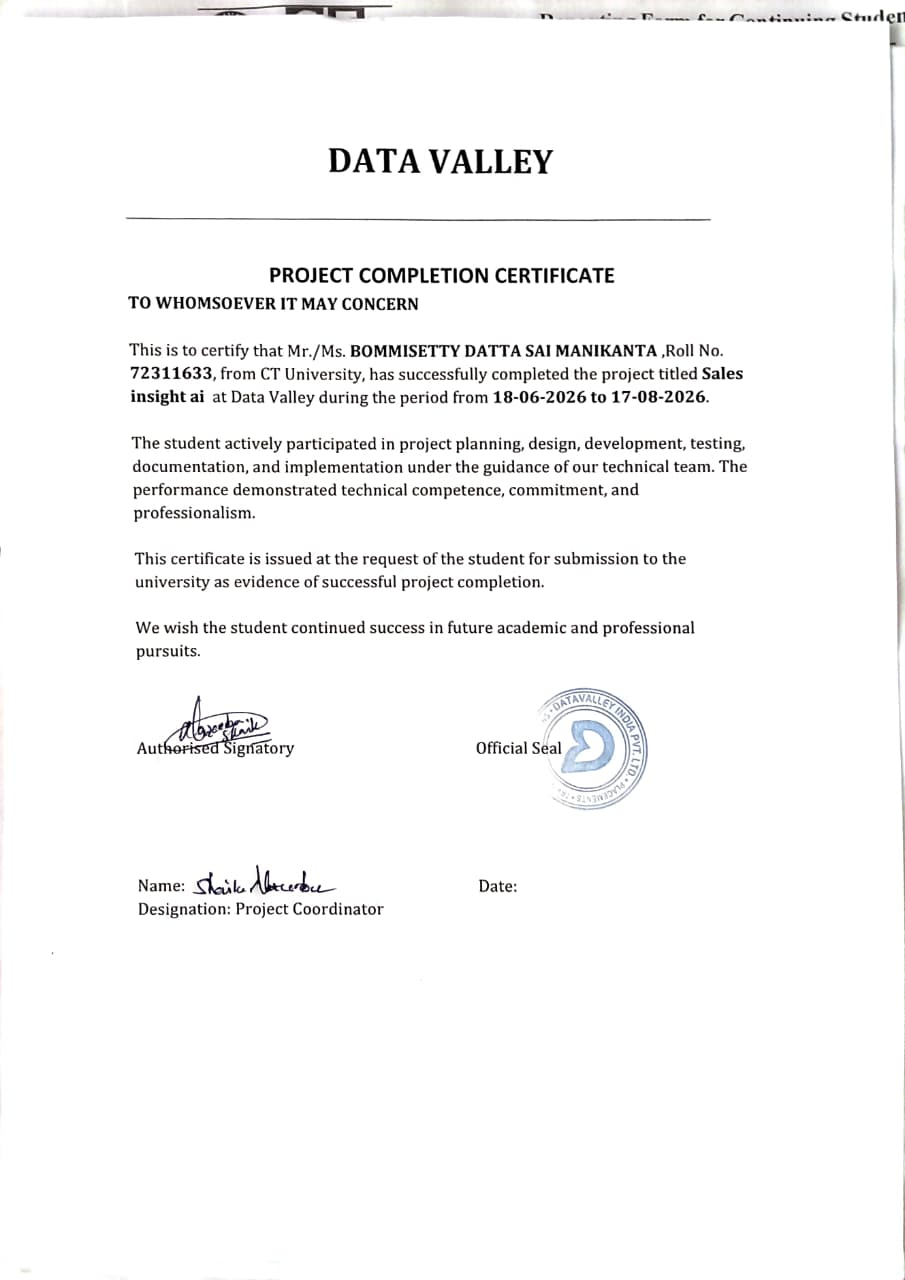 Continuing Studen
DATA VALLEY
PROJECT COMPLETION CERTIFICATE
TO WHOMSOEVER IT MAY CONCERN
This is to certify that Mr./Ms. BOMMISETTY DATTA SAI MANIKANTA ,Roll No.
72311633, from CT University, has successfully completed the project titled Sales
insight ai at Data Valley during the period from 18-06-2026 to 17-08-2026.
The student actively participated in project planning, design, development, testing,
documentation, and implementation under the guidance of our technical team. The
performance demonstrated technical competence, commitment, and
professionalism.
This certificate is issued at the request of the student for submission to the
university as evidence of successful project completion.
We wish the student continued success in future academic and professional
pursuits.
Authorised Signatory
Official Seal
DATAVALLEY INDIA PVT. LTD. • PLACEMENTS •
Name: Shaik
Date:
Designation: Project Coordinator